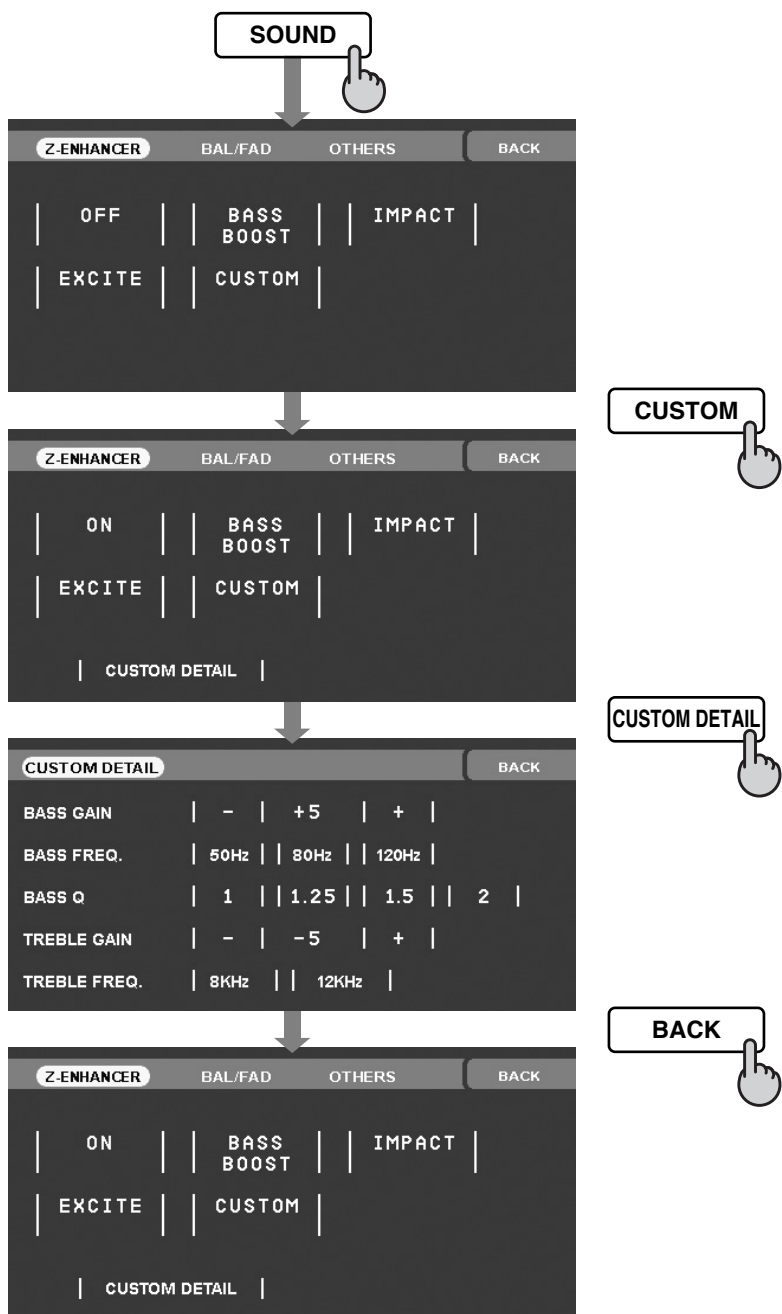 SOUND
Z-ENHANCER BAL/FAD OTHERS BACK
OFF BASS BOOST IMPACT
EXCITE CUSTOM
CUSTOM
Z-ENHANCER BAL/FAD OTHERS BACK
ON BASS BOOST IMPACT
EXCITE CUSTOM
CUSTOM DETAIL
CUSTOM DETAIL
CUSTOM DETAIL BACK
BASS GAIN - +5 +
BASS FREQ. 50Hz 80Hz 120Hz
BASS Q 1 1.25 1.5 2
TREBLE GAIN - -5 +
TREBLE FREQ. 8KHz 12KHz
BACK
Z-ENHANCER BAL/FAD OTHERS BACK
ON BASS BOOST IMPACT
EXCITE CUSTOM
CUSTOM DETAIL